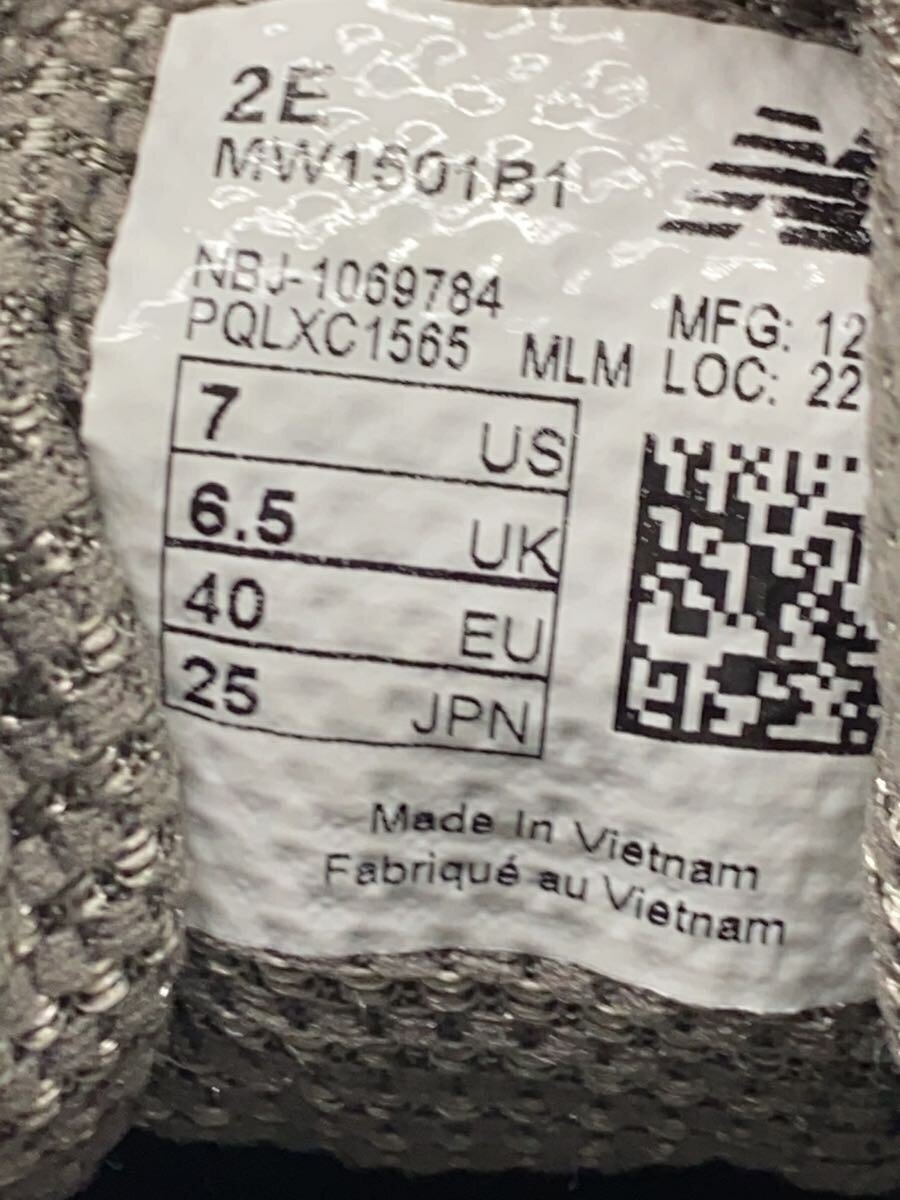 2E
MW1501B1
NBJ-1069784
PQLXC1565 MLM
MFG: 12
LOC: 22
7 US
6.5 UK
40 EU
25 JPN
Made In Vietnam
Fabriqué au Vietnam